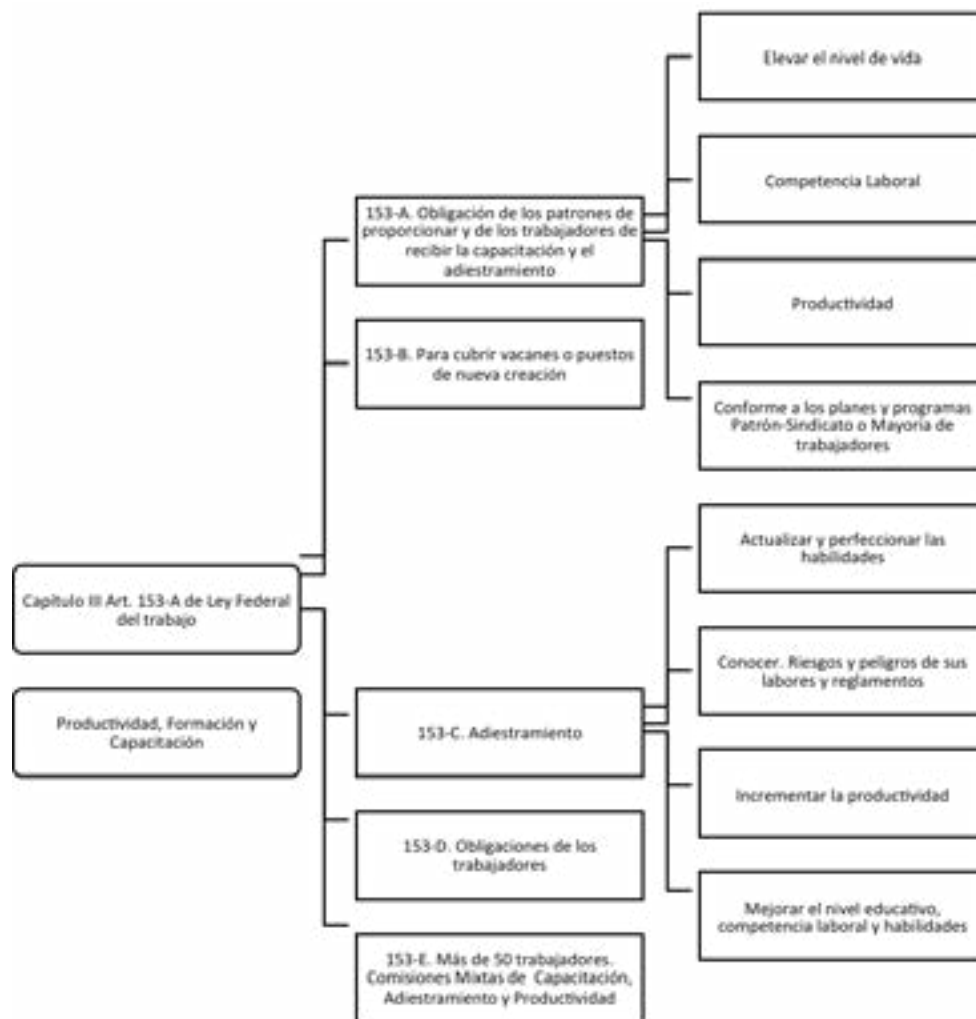 Capítulo III Art. 153-A de Ley Federal
del trabajo
Productividad, Formación y
Capacitación
153-A. Obligación de los patrones de
proporcionar y de los trabajadores de
recibir la capacitación y el
adiestramiento
Elevar el nivel de vida
Competencia Laboral
Productividad
Conforme a los planes y programas
Patrón-Sindicato o Mayoría de
trabajadores
153-B. Para cubrir vacanes o puestos
de nueva creación
153-C. Adiestramiento
Actualizar y perfeccionar las
habilidades
Conocer. Riesgos y peligros de sus
labores y reglamentos
Incrementar la productividad
Mejorar el nivel educativo,
competencia laboral y habilidades
153-D. Obligaciones de los
trabajadores
153-E. Más de 50 trabajadores.
Comisiones Mixtas de Capacitación,
Adiestramiento y Productividad